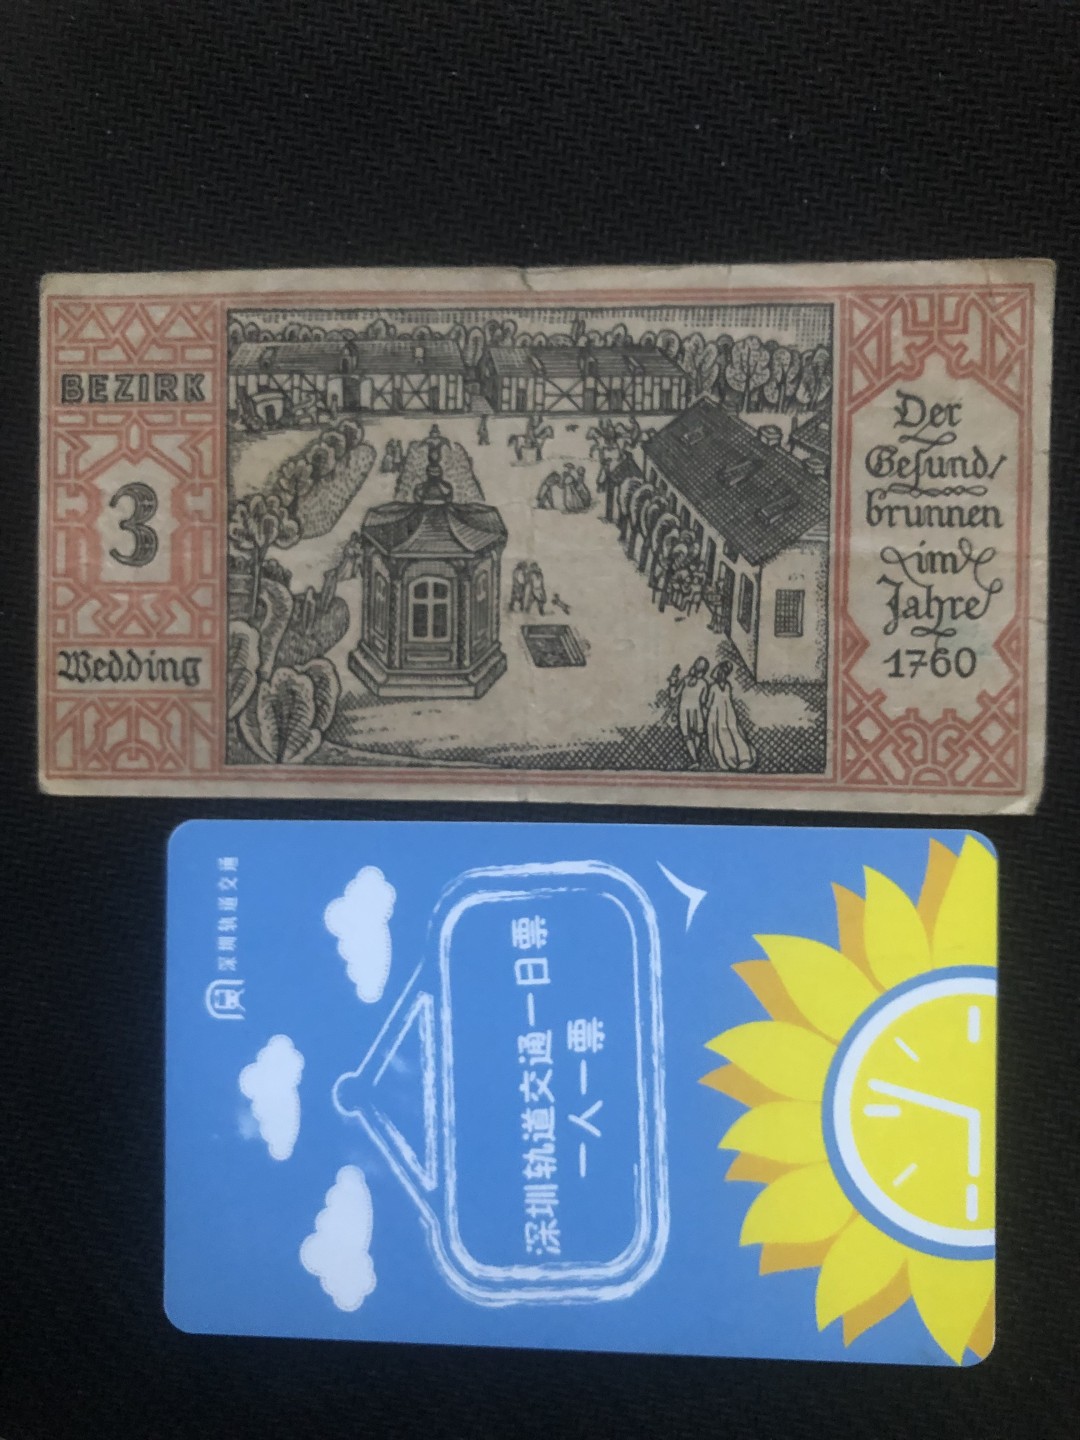 BEZIRK
3
Wedding
Der
Gesund/
brunnen
im
Jahre
1760
深圳轨道交通
深圳轨道交通一日票
一人一票